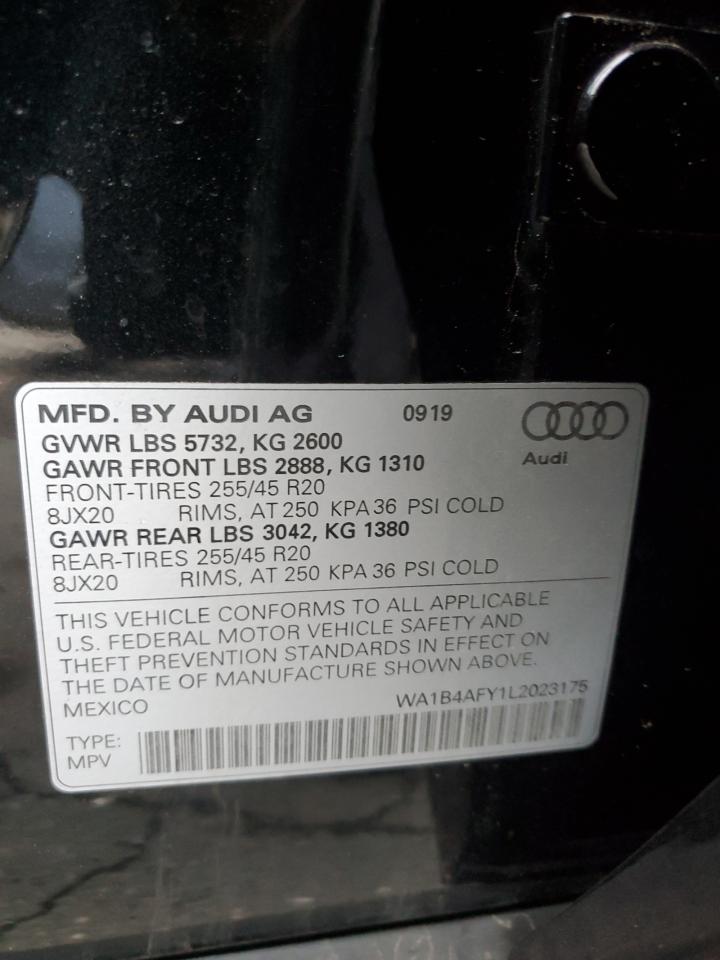 MFD. BY AUDI AG 0919
GVWR LBS 5732, KG 2600
GAWR FRONT LBS 2888, KG 1310
Audi
FRONT-TIRES 255/45 R20
8JX20 RIMS, AT 250 KPA 36 PSI COLD
GAWR REAR LBS 3042, KG 1380
REAR-TIRES 255/45 R20
8JX20 RIMS, AT 250 KPA 36 PSI COLD
THIS VEHICLE CONFORMS TO ALL APPLICABLE
U.S. FEDERAL MOTOR VEHICLE SAFETY AND
THEFT PREVENTION STANDARDS IN EFFECT ON
THE DATE OF MANUFACTURE SHOWN ABOVE.
MEXICO WA1B4AFY1L2023175
TYPE:
MPV